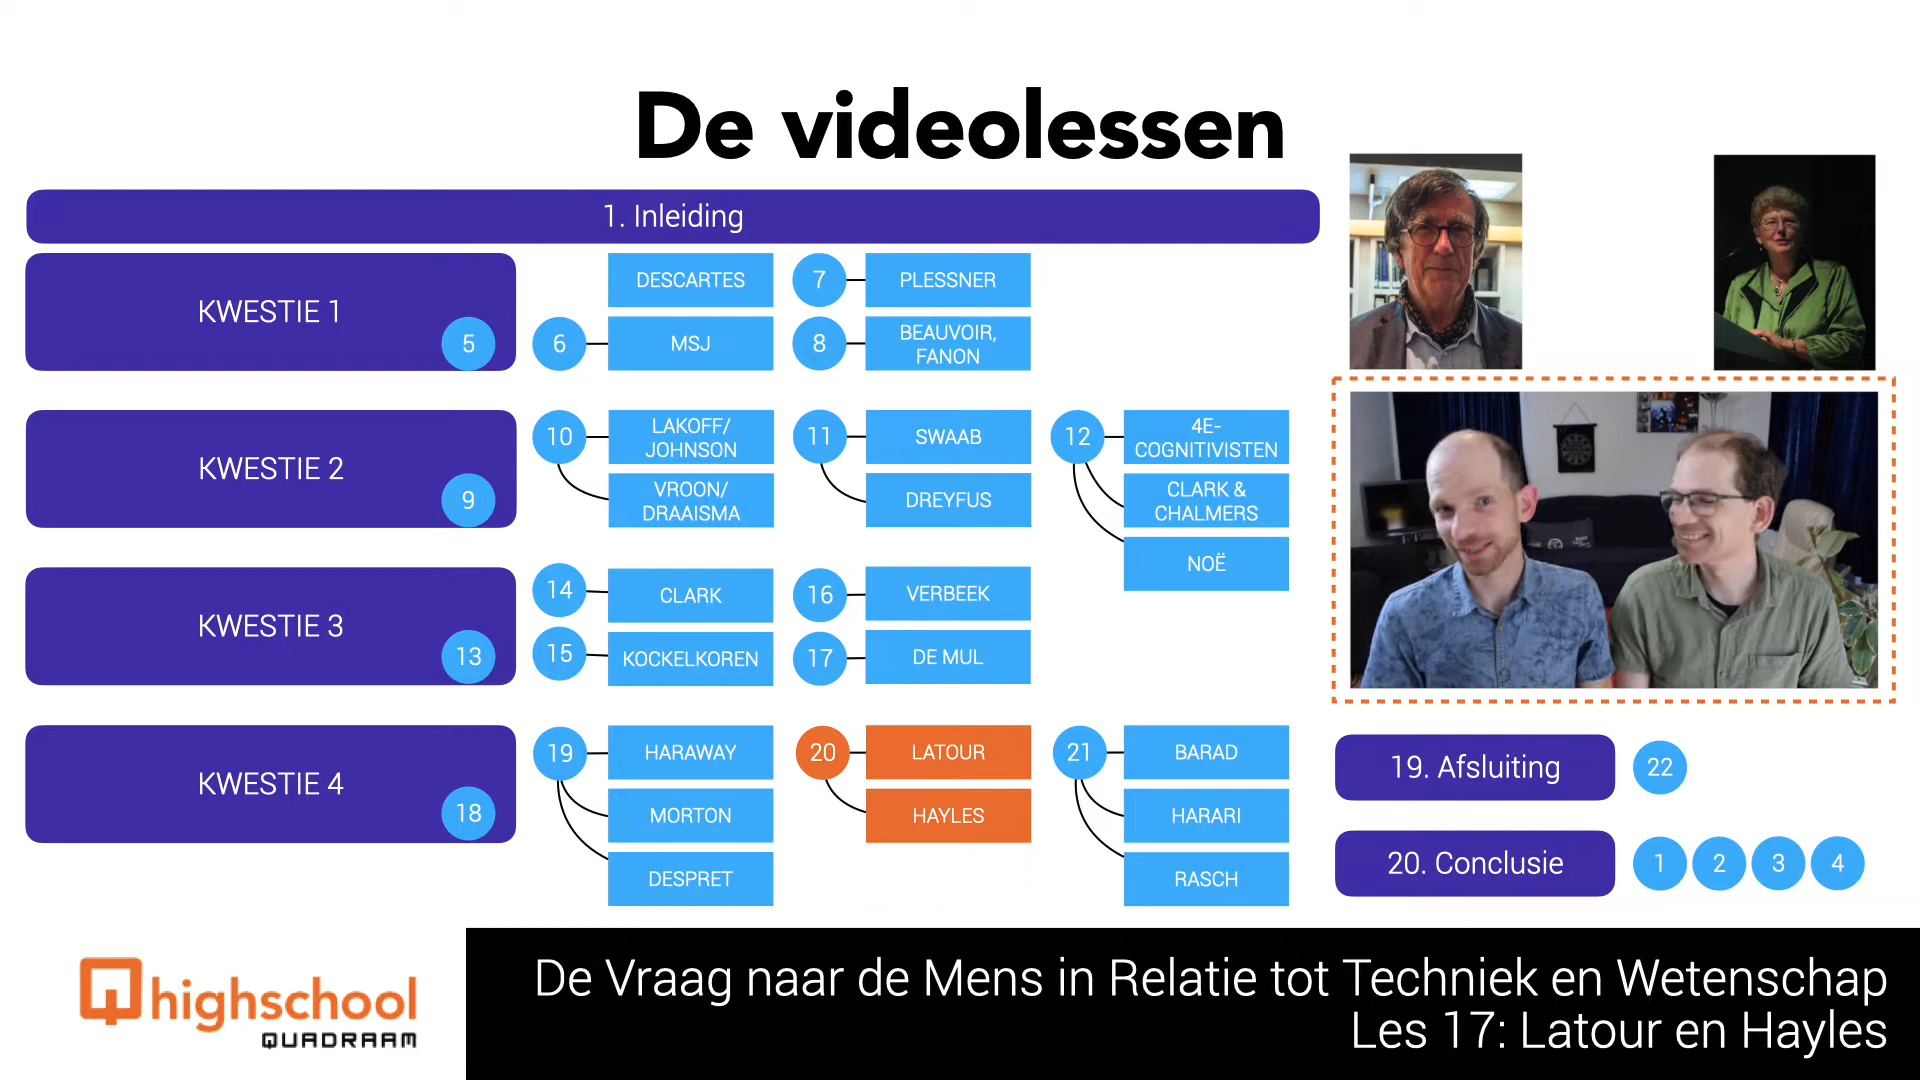 De videolessen
1. Inleiding
KWESTIE 1
5
DESCARTES
6
MSJ
7
PLESSNER
8
BEAUVOIR,
FANON
KWESTIE 2
9
10
LAKOFF/
JOHNSON
VROON/
DRAAISMA
11
SWAAB
DREYFUS
12
4E-
COGNITIVISTEN
CLARK &
CHALMERS
NOË
KWESTIE 3
13
14
CLARK
15
KOCKELKOREN
16
VERBEEK
17
DE MUL
KWESTIE 4
18
19
HARAWAY
MORTON
DESPRET
20
LATOUR
HAYLES
21
BARAD
HARARI
RASCH
19. Afsluiting
22
20. Conclusie
1 2 3 4
highschool
QUADRAAM
De Vraag naar de Mens in Relatie tot Techniek en Wetenschap
Les 17: Latour en Hayles